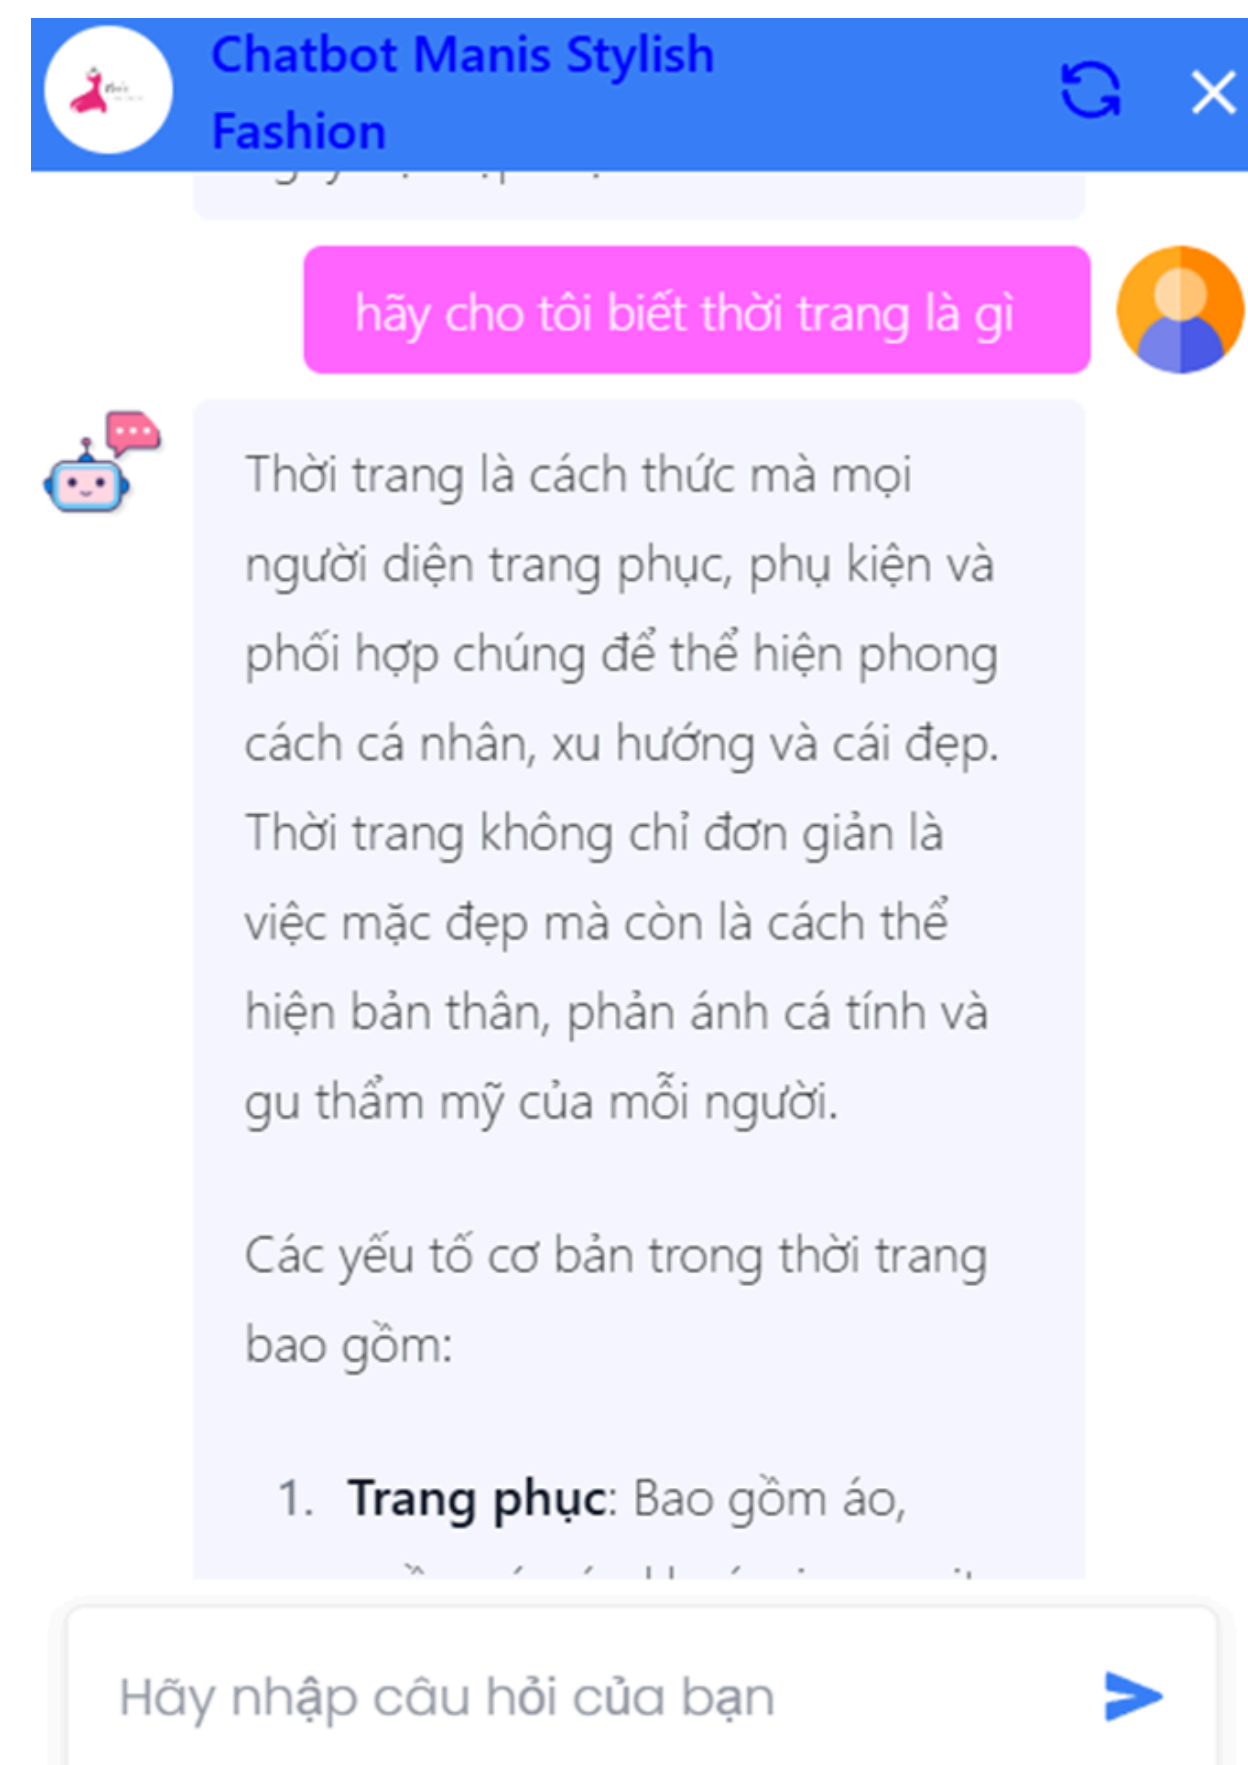 Chatbot Manis Stylish
Fashion
hãy cho tôi biết thời trang là gì
Thời trang là cách thức mà mọi
người diện trang phục, phụ kiện và
phối hợp chúng để thể hiện phong
cách cá nhân, xu hướng và cái đẹp.
Thời trang không chỉ đơn giản là
việc mặc đẹp mà còn là cách thể
hiện bản thân, phản ánh cá tính và
gu thẩm mỹ của mỗi người.
Các yếu tố cơ bản trong thời trang
bao gồm:
1. Trang phục: Bao gồm áo,
Hãy nhập câu hỏi của bạn